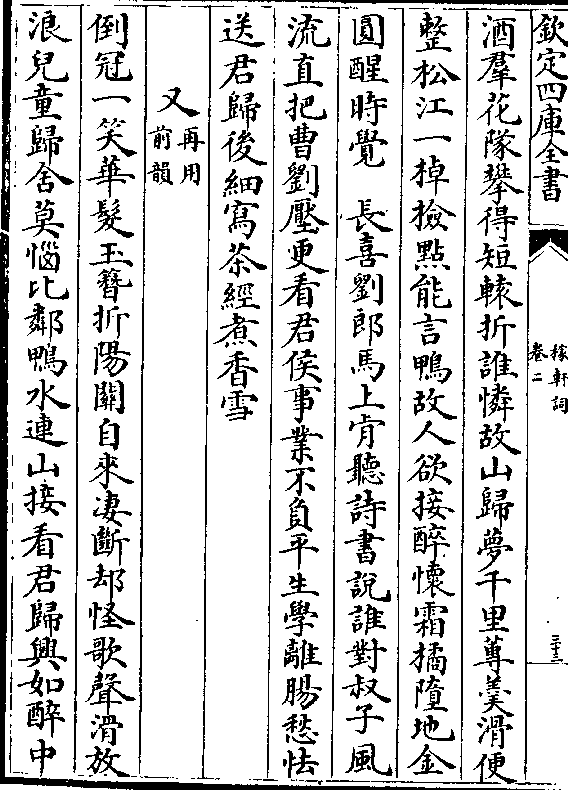 欽定四庫全書
稼軒詞
卷二
三十三
酒羣花隊攀得短轅折誰憐故山歸夢千里蓴羹滑便
整松江一掉撿點能言鴨故人欲接醉懷霜橘墮地金
圓醒時覺　長喜劉郎馬上肯聽詩書說誰對叔子風
流直把曹劉壓更看君侯事業不負平生學離腸愁怯
送君歸後細寫茶經煮香雪
又再用
前韻
倒冠一笑華髮玉簪折陽關自來淒斷却怪歌聲滑放
浪兒童歸舍莫惱比鄰鴨水連山接看君歸興如醉中